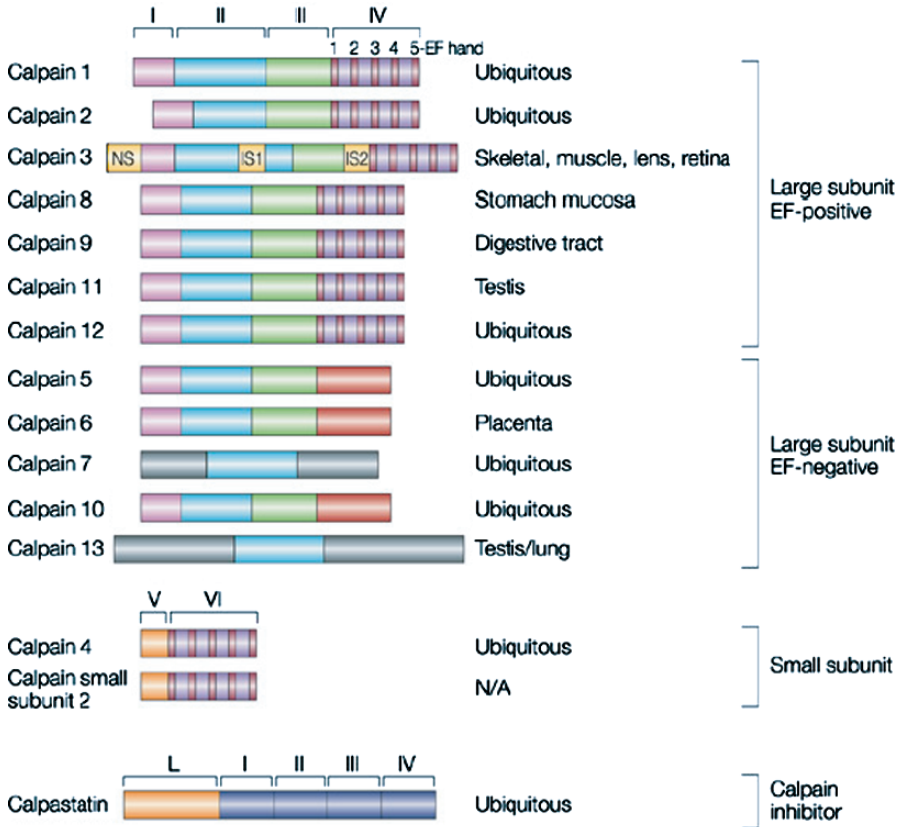 I II III IV
1 2 3 4 5-EF hand
Calpain 1 Ubiquitous
Calpain 2 Ubiquitous
Calpain 3 NS IS1 IS2 Skeletal, muscle, lens, retina
Calpain 8 Stomach mucosa
Large subunit
EF-positive
Calpain 9 Digestive tract
Calpain 11 Testis
Calpain 12 Ubiquitous
Calpain 5 Ubiquitous
Calpain 6 Placenta
Large subunit
EF-negative
Calpain 7 Ubiquitous
Calpain 10 Ubiquitous
Calpain 13 Testis/lung
V VI
Calpain 4 Ubiquitous
Small subunit
Calpain small
subunit 2 N/A
L I II III IV
Calpastatin Ubiquitous
Calpain
inhibitor